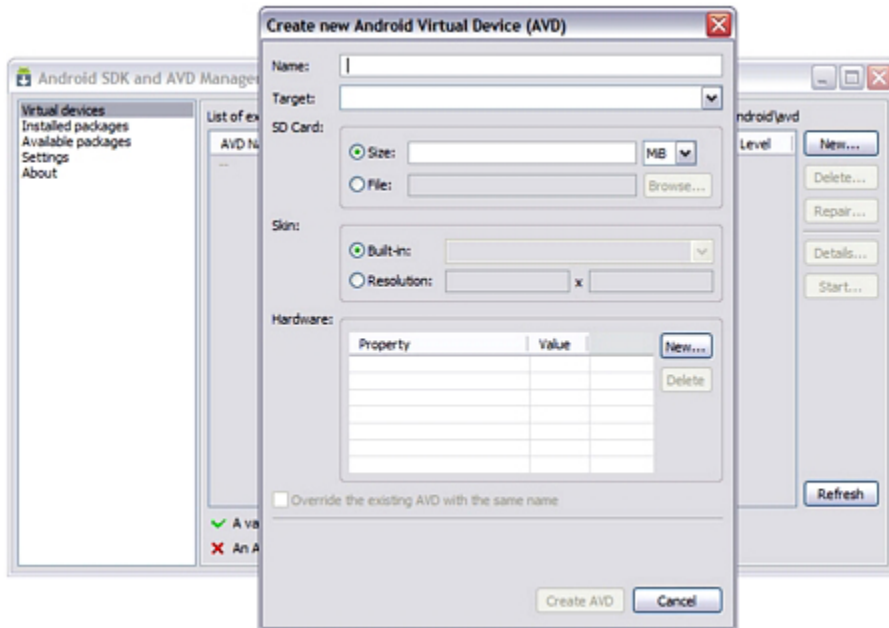 Create new Android Virtual Device (AVD)
Name:
Target:
SD Card:
Size:
MiB
File:
Browse...
Skin:
Built-in:
Resolution:
x
Hardware:
Property Value
New...
Delete
Override the existing AVD with the same name
Create AVD Cancel
Android SDK and AVD Manage
Virtual devices
Installed packages
Available packages
Settings
About
List of ex
ndroid\avd
AVD Na
Level
...
New...
Delete...
Repair...
Details...
Start...
Refresh
A va
An A